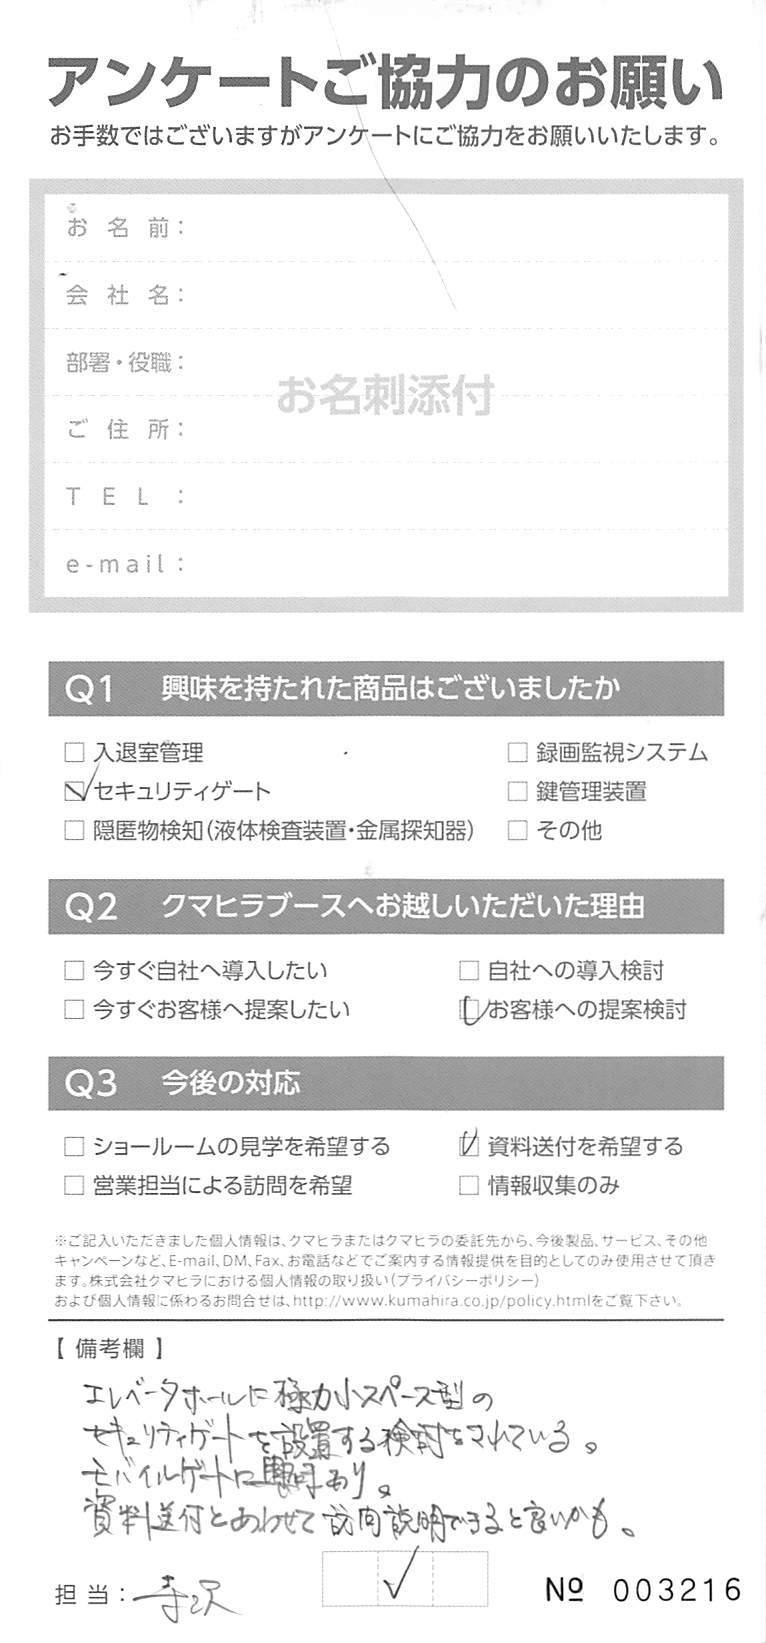 アンケートご協力のお願い
お手数ではございますがアンケートにご協力をお願いいたします。
お名前：
会社名：
部署・役職：
お名刺添付
ご住所：
TEL：
e-mail：
Q1 興味を持たれた商品はございましたか
入退室管理 録画監視システム
セキュリティゲート 鍵管理装置
隠匿物検知(液体検査装置・金属探知器) その他
Q2 クマヒラブースへお越しいただいた理由
今すぐ自社へ導入したい 自社への導入検討
今すぐお客様へ提案したい お客様への提案検討
Q3 今後の対応
ショールームの見学を希望する 資料送付を希望する
営業担当による訪問を希望 情報収集のみ
※ご記入いただきました個人情報は、クマヒラまたはクマヒラの委託先から、今後製品、サービス、その他
キャンペーンなど、E-mail、DM、Fax、お電話などでご案内する情報提供を目的としてのみ使用させて頂き
ます。株式会社クマヒラにおける個人情報の取り扱い(プライバシーポリシー)
および個人情報に係わるお問合せは、http://www.kumahira.co.jp/policy.htmlをご覧下さい。
【備考欄】
エレベータホールに極力小スペース型の
セキュリティゲートを設置する検討をされている。
モバイルゲートに興味あり。
資料送付とあわせて訪問説明できると良いかも。
担当：寺沢
№ 003216